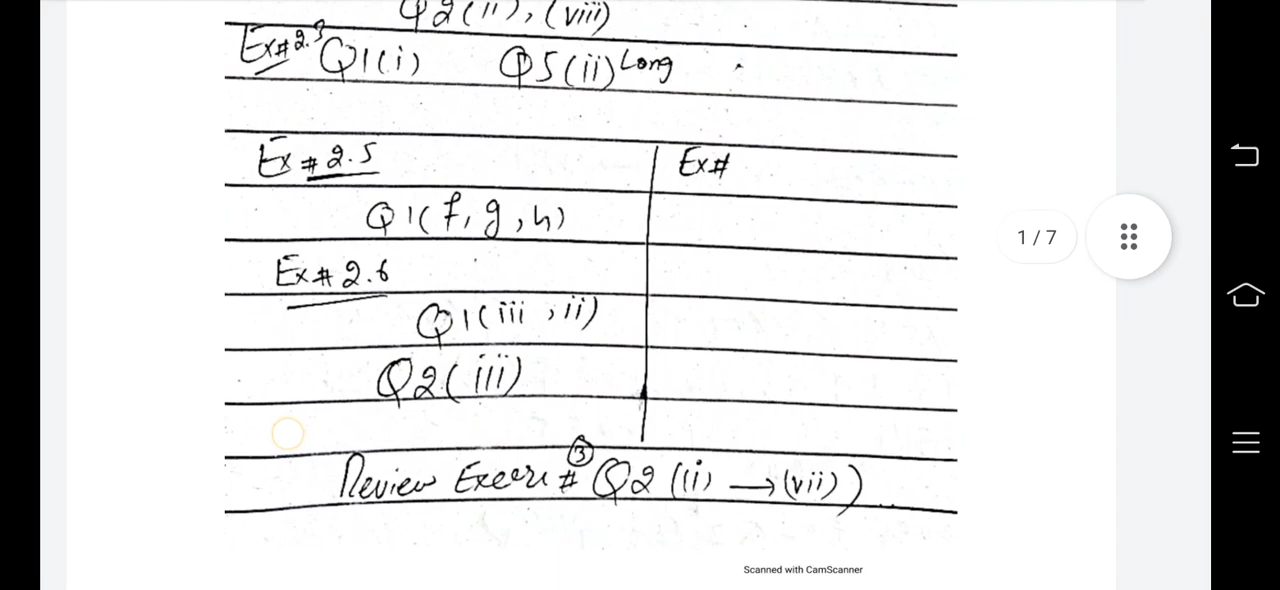 Q2(ii), (viii)
Ex#2.3 Q1(i) Q5(ii) Long
Ex#2.5
Ex#
Q1(f, g, h)
Ex#2.6
Q1(iii, ii)
Q2(iii)
Review Exerc # 3 Q2 (ii) → (vii))
1 / 7
Scanned with CamScanner